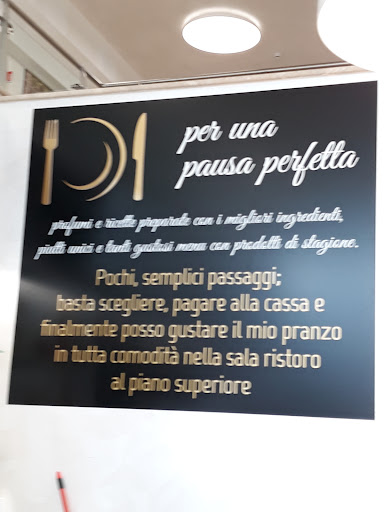 per una
pausa perfetta
profumi e ricette preparate con i migliori ingredienti,
piatti unici e tanti gustosi menu con prodotti di stagione.
Pochi, semplici passaggi;
basta scegliere, pagare alla cassa e
finalmente posso gustare il mio pranzo
in tutta comodità nella sala ristoro
al piano superiore